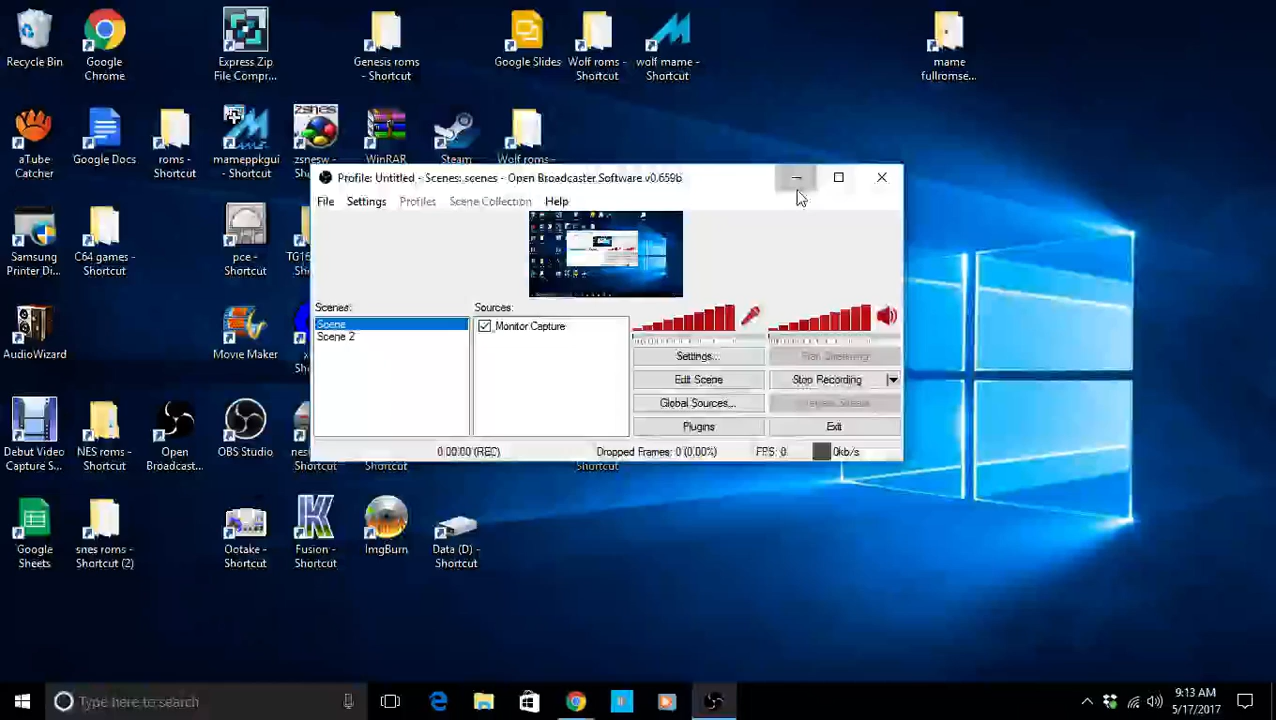 Recycle Bin
Google
Chrome
Express Zip
File Compr...
Genesis roms
- Shortcut
Google Slides
Wolf roms -
Shortcut
wolf mame -
Shortcut
mame
fullromse...
aTube
Catcher
Google Docs
roms -
Shortcut
mameppkgui
- Shortcut
zsnes
zsnesw -
WinRAR
Steam
Wolf roms -
Profile: Untitled - Scenes: scenes - Open Broadcaster Software v0.659b
File Settings Profiles Scene Collection Help
Samsung
Printer Di...
C64 games -
Shortcut
pce -
Shortcut
TG16
Scenes:
Scene
Scene 2
Sources:
Monitor Capture
Settings...
Edit Scene
Stop Recording
Global Sources...
Plugins
Exit
0:00:00 (REC)
Dropped Frames: 0 (0.00%)
FPS: 0
0kb/s
AudioWizard
Movie Maker
Debut Video
Capture S...
NES roms -
Shortcut
Open
Broadcast...
OBS Studio
Shortcut
Shortcut
Shortcut
Google
Sheets
snes roms -
Shortcut (2)
Ootake -
Shortcut
Fusion -
Shortcut
ImgBurn
Data (D) -
Shortcut
Type here to search
9:13 AM
5/17/2017